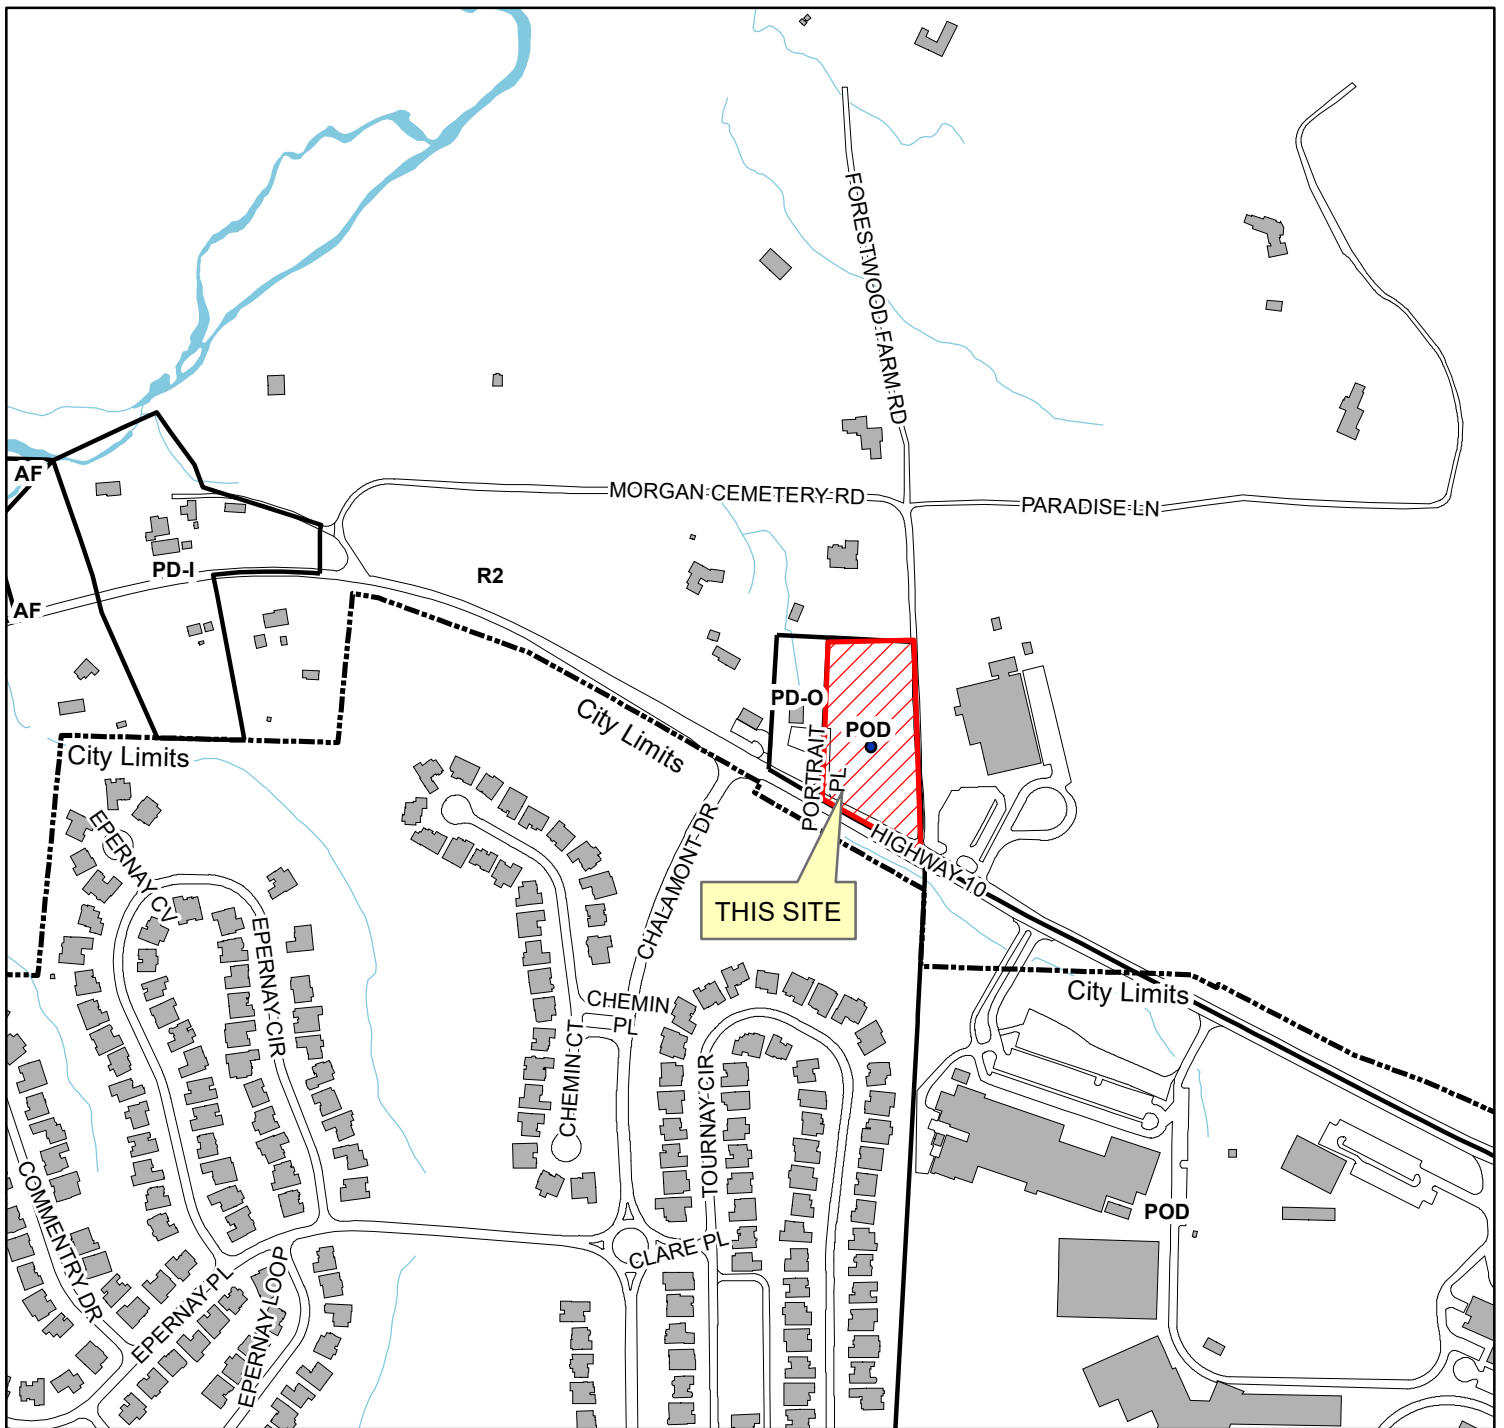 FORESTWOOD FARM RD
AF
MORGAN CEMETERY RD
PARADISE LN
PD-I
R2
AF
PD-O
City Limits
POD
City Limits
PORTRAIT
PL
EPERNAY CV
CHALAMONT DR
HIGHWAY 10
THIS SITE
EPERNAY CIR
City Limits
CHEMIN
PL
CHEMIN CT
TOURNAY CIR
COMMENTRY DR
POD
CLARE PL
EPERNAY PL
EPERNAY LOOP